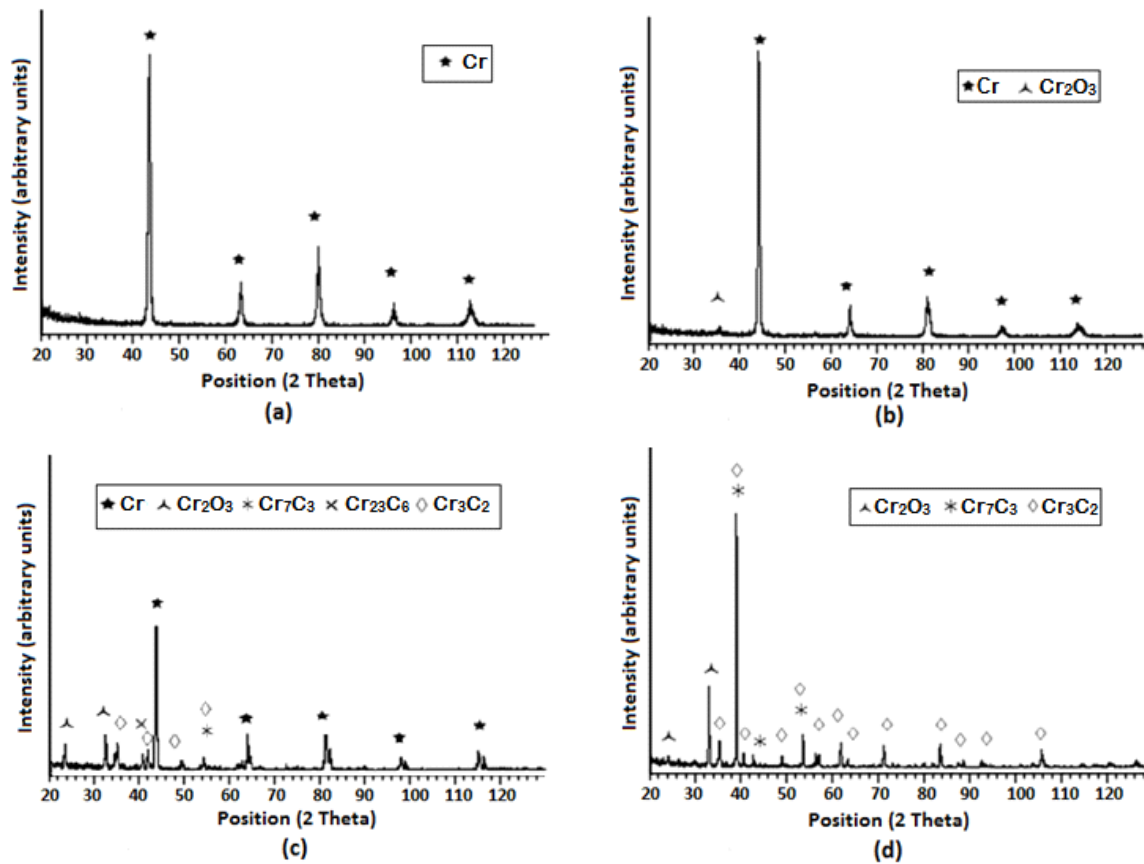 ★ Cr
Intensity (arbitrary units)
20 30 40 50 60 70 80 90 100 110 120
Position (2 Theta)
(a)
★ Cr ⅄ Cr2O3
Intensity (arbitrary units)
20 30 40 50 60 70 80 90 100 110 120
Position (2 Theta)
(b)
★ Cr ⅄ Cr2O3 ✳ Cr7C3 × Cr23C6 ◇ Cr3C2
Intensity (arbitrary units)
20 30 40 50 60 70 80 90 100 110 120
Position (2 Theta)
(c)
⅄ Cr2O3 ✳ Cr7C3 ◇ Cr3C2
Intensity (arbitrary units)
20 30 40 50 60 70 80 90 100 110 120
Position (2 Theta)
(d)